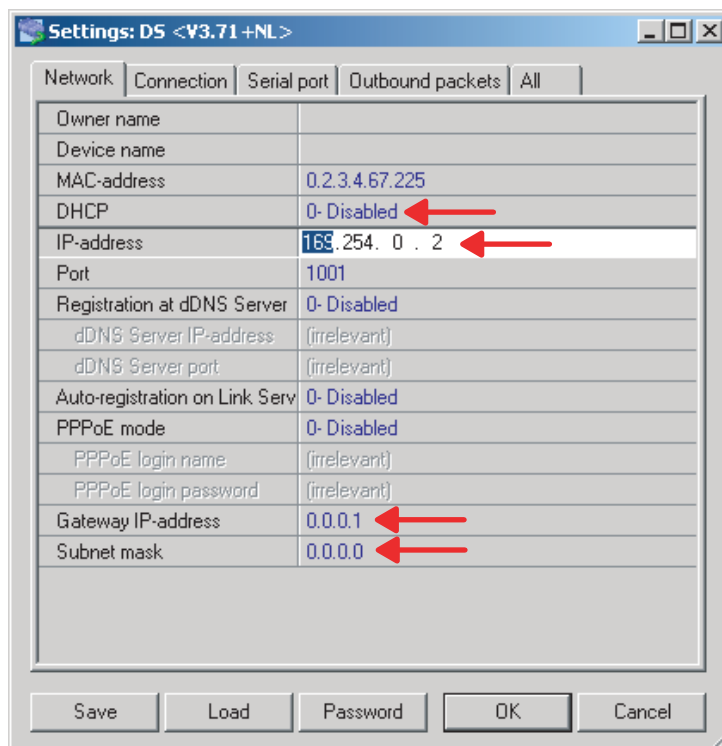 Settings: DS <V3.71+NL>
Network Connection Serial port Outbound packets All
Owner name
Device name
MAC-address 0.2.3.4.67.225
DHCP 0- Disabled
IP-address 169.254. 0 . 2
Port 1001
Registration at dDNS Server 0- Disabled
dDNS Server IP-address (irrelevant)
dDNS Server port (irrelevant)
Auto-registration on Link Serv 0- Disabled
PPPoE mode 0- Disabled
PPPoE login name (irrelevant)
PPPoE login password (irrelevant)
Gateway IP-address 0.0.0.1
Subnet mask 0.0.0.0
Save Load Password OK Cancel